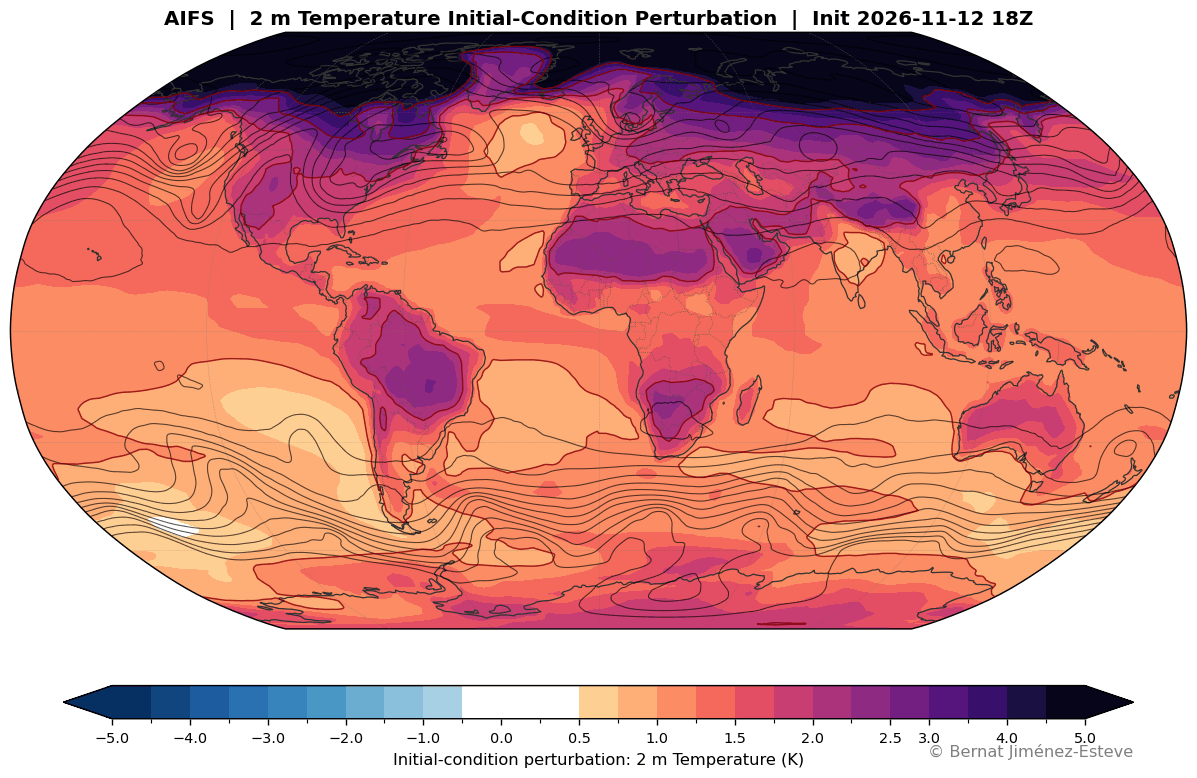 AIFS | 2 m Temperature Initial-Condition Perturbation | Init 2026-11-12 18Z
−5.0 −4.0 −3.0 −2.0 −1.0 0.0 0.5 1.0 1.5 2.0 2.5 3.0 4.0 5.0
Initial-condition perturbation: 2 m Temperature (K)
© Bernat Jiménez-Esteve